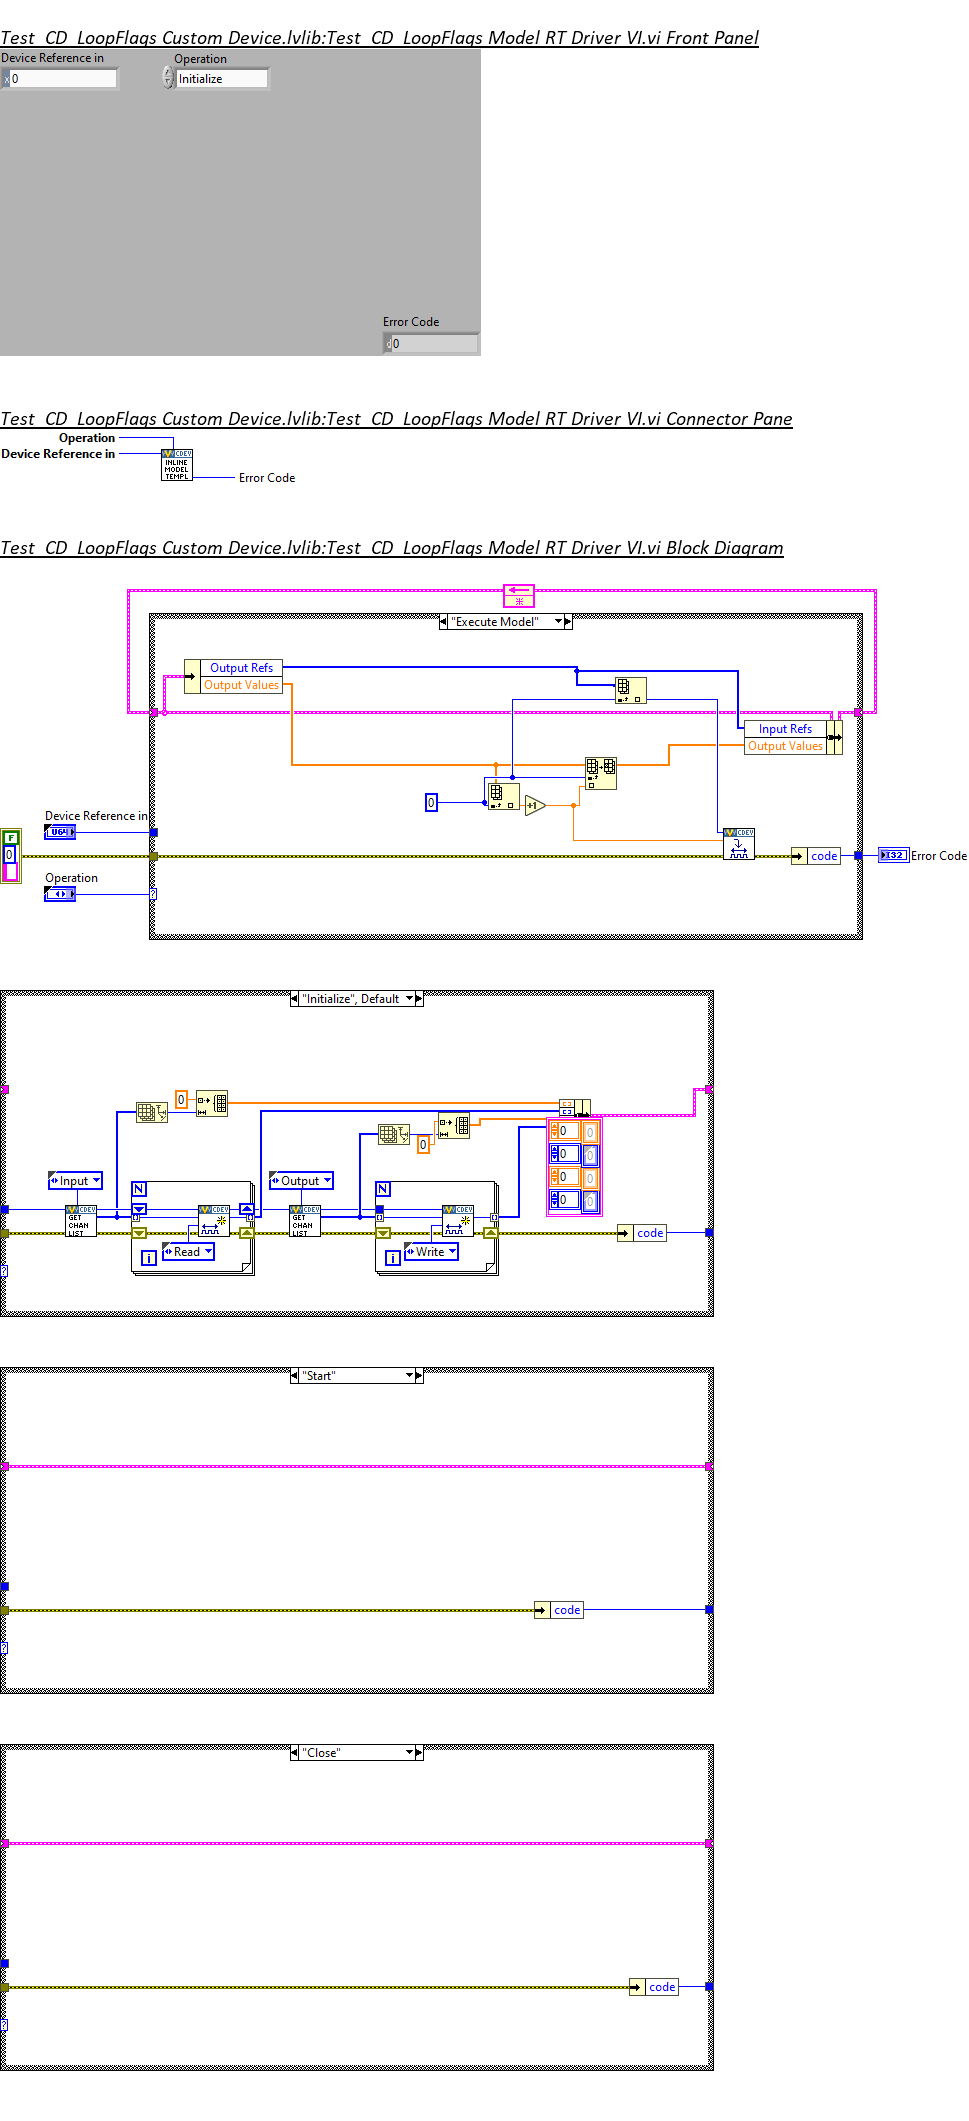 Test_CD_LoopFlags Custom Device.lvlib:Test_CD_LoopFlags Model RT Driver VI.vi Front Panel
Device Reference in
Operation
x 0
Initialize
Error Code
d 0
Test_CD_LoopFlags Custom Device.lvlib:Test_CD_LoopFlags Model RT Driver VI.vi Connector Pane
Operation
Device Reference in
CDEV
INLINE
MODEL
TEMPL
Error Code
Test_CD_LoopFlags Custom Device.lvlib:Test_CD_LoopFlags Model RT Driver VI.vi Block Diagram
"Execute Model"
Output Refs
Output Values
Input Refs
Output Values
0
+1
Device Reference in
U64
F
0
CDEV
code
I32
Error Code
Operation
?
"Initialize", Default
0
0
0
0
0
0
0
0
0
0
Input
Output
N
N
CDEV
GET
CHAN
LIST
CDEV
CDEV
GET
CHAN
LIST
CDEV
code
i
Read
i
Write
?
"Start"
code
?
"Close"
code
?